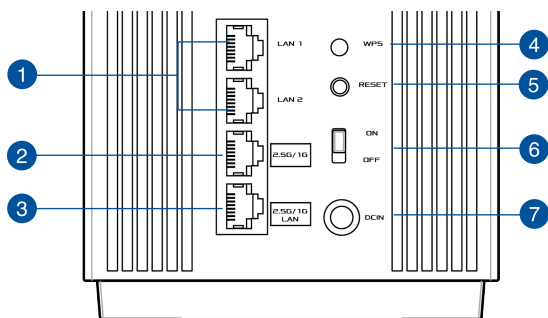 1
LAN 1
LAN 2
2
2.5G/1G
3
2.5G/1G
LAN
WPS
4
RESET
5
ON
OFF
6
DCIN
7